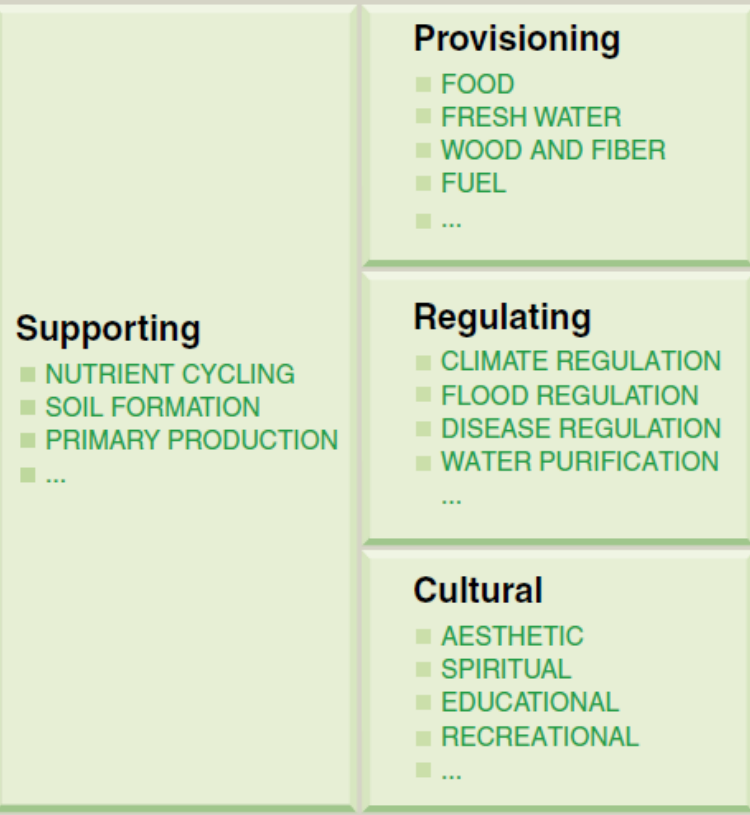 Supporting
NUTRIENT CYCLING
SOIL FORMATION
PRIMARY PRODUCTION
...
Provisioning
FOOD
FRESH WATER
WOOD AND FIBER
FUEL
...
Regulating
CLIMATE REGULATION
FLOOD REGULATION
DISEASE REGULATION
WATER PURIFICATION
...
Cultural
AESTHETIC
SPIRITUAL
EDUCATIONAL
RECREATIONAL
...